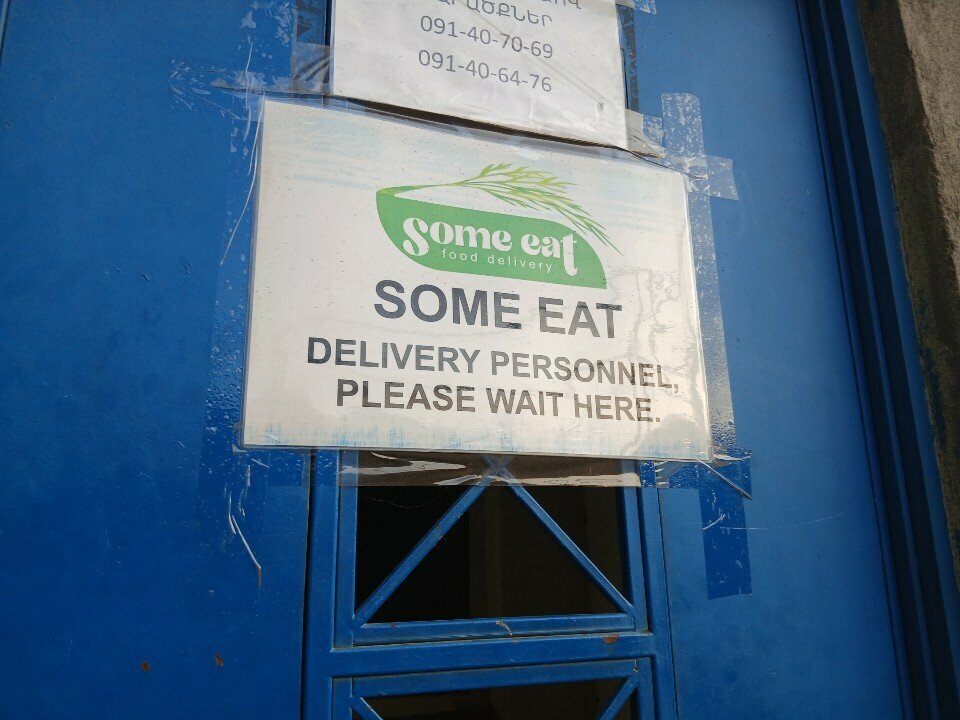 091-40-70-69
091-40-64-76
some eat
food delivery
SOME EAT
DELIVERY PERSONNEL,
PLEASE WAIT HERE.